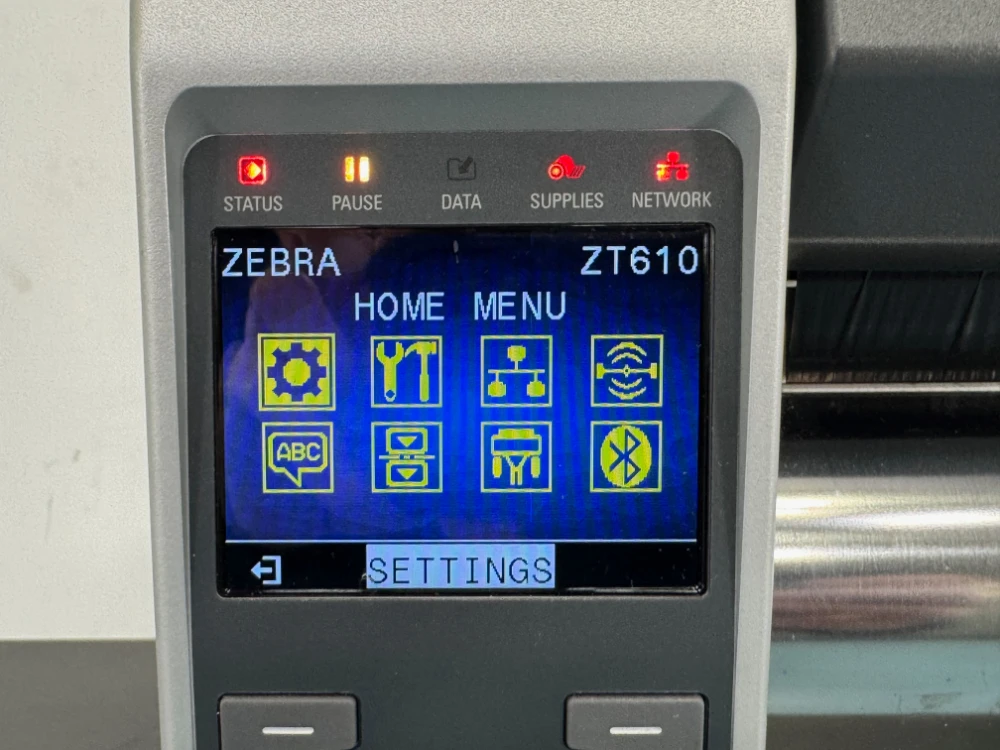 STATUS PAUSE DATA SUPPLIES NETWORK
ZEBRA ZT610
HOME MENU
ABC
SETTINGS